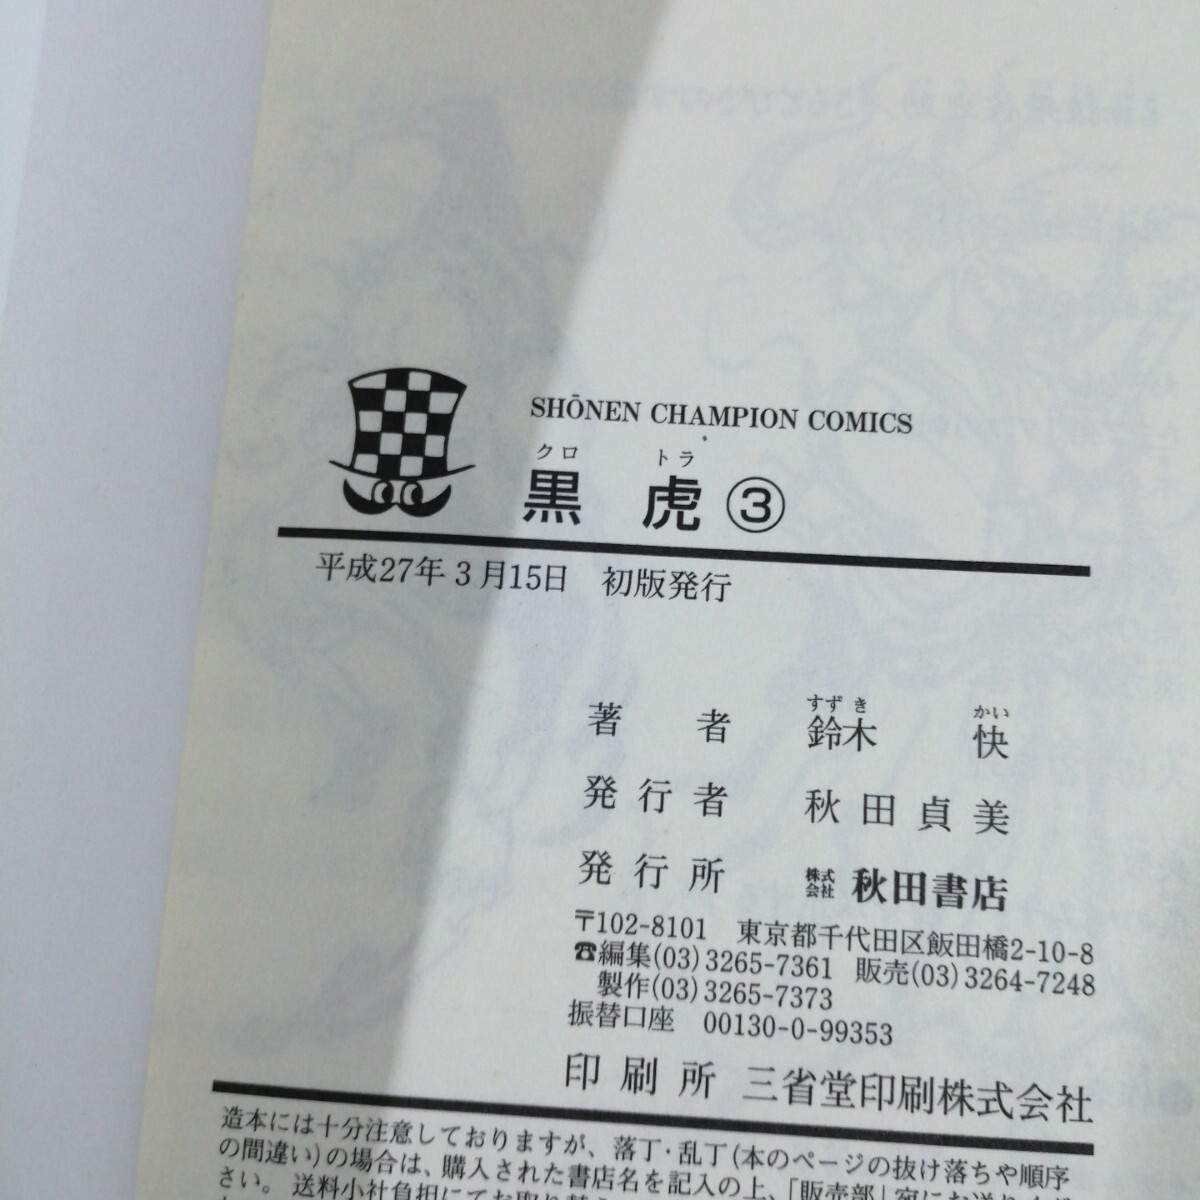 SHŌNEN CHAMPION COMICS
クロ トラ
黒 虎③
平成27年3月15日 初版発行
すずき かい
著者 鈴木 快
発行者 秋田貞美
発行所 株式会社 秋田書店
〒102-8101 東京都千代田区飯田橋2-10-8
☎編集(03)3265-7361 販売(03)3264-7248
製作(03)3265-7373
振替口座 00130-0-99353
印刷所 三省堂印刷株式会社
造本には十分注意しておりますが、落丁・乱丁(本のページの抜け落ちや順序
の間違い)の場合は、購入された書店名を記入の上、「販売部」宛にお送りくだ
さい。送料小社負担にてお取り替え